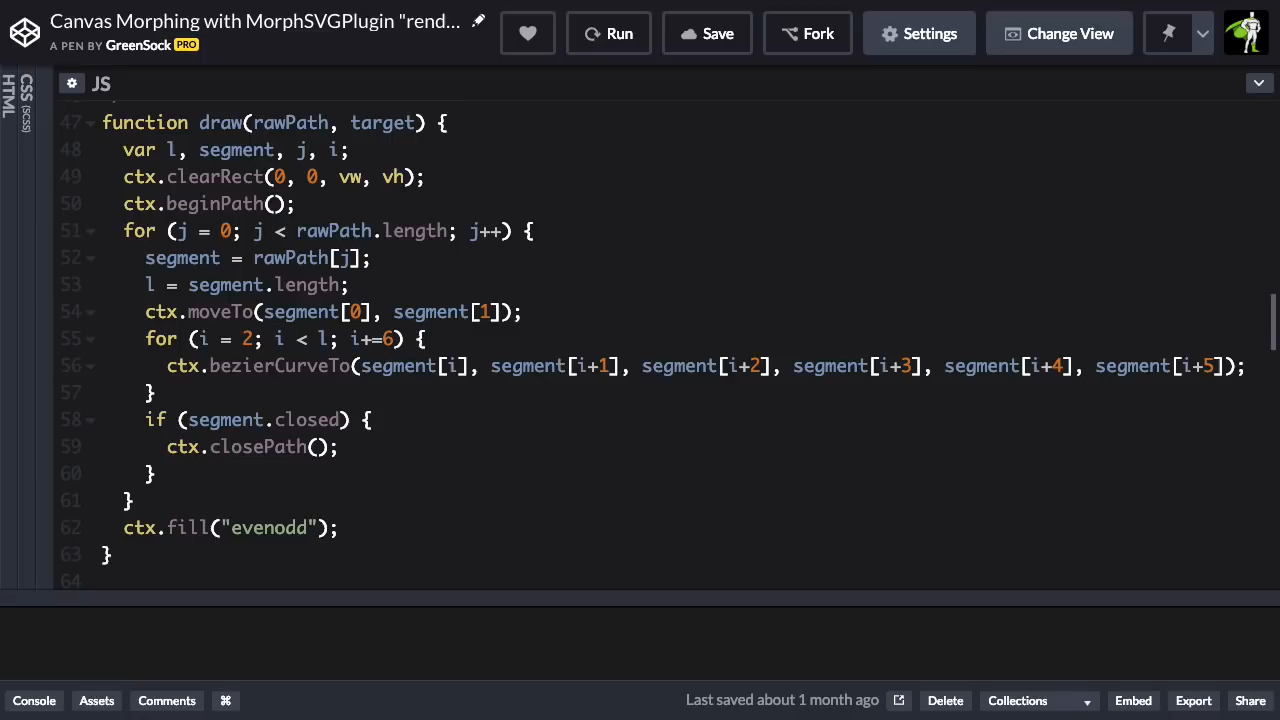 Canvas Morphing with MorphSVGPlugin "rend...
A PEN BY GreenSock PRO
Run
Save
Fork
Settings
Change View
HTML
CSS (SCSS)
JS
47 function draw(rawPath, target) {
48 var l, segment, j, i;
49 ctx.clearRect(0, 0, vw, vh);
50 ctx.beginPath();
51 for (j = 0; j < rawPath.length; j++) {
52 segment = rawPath[j];
53 l = segment.length;
54 ctx.moveTo(segment[0], segment[1]);
55 for (i = 2; i < l; i+=6) {
56 ctx.bezierCurveTo(segment[i], segment[i+1], segment[i+2], segment[i+3], segment[i+4], segment[i+5]);
57 }
58 if (segment.closed) {
59 ctx.closePath();
60 }
61 }
62 ctx.fill("evenodd");
63 }
64
Console
Assets
Comments
⌘
Last saved about 1 month ago
Delete
Collections
Embed
Export
Share